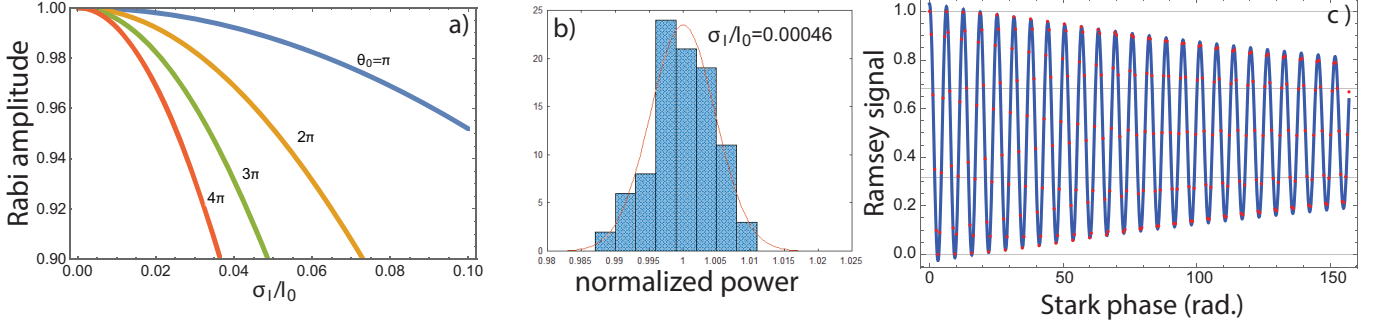 a)
Rabi amplitude
1.00
0.98
0.96
0.94
0.92
0.90
θ₀=π
2π
3π
4π
0.00
0.02
0.04
0.06
0.08
0.10
σ_I/I₀
b)
σ_I/I₀=0.00046
25
20
15
10
5
0
0.98
0.985
0.99
0.995
1
1.005
1.01
1.015
1.02
1.025
normalized power
c)
Ramsey signal
1.0
0.8
0.6
0.4
0.2
0.0
0
50
100
150
Stark phase (rad.)